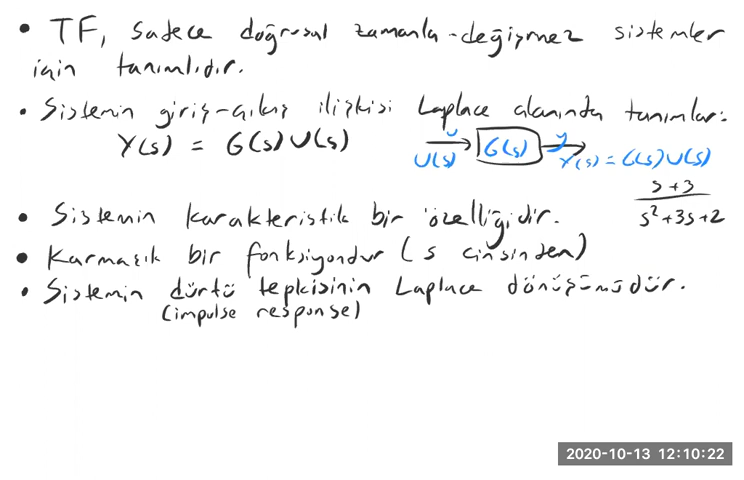 • TF, sadece doğrusal zamanla-değişmez sistemler
için tanımlıdır.
• Sistemin giriş-çıkış ilişkisi Laplace alanında tanımlar:
Y(s) = G(s)U(s)
u y
U(s) G(s) Y(s) = G(s)U(s)
s+3
s²+3s+2
• Sistemin karakteristik bir özelliğidir.
• Karmaşık bir fonksiyondur (s cinsinden)
• Sistemin dürtü tepkisinin Laplace dönüşümüdür.
(impulse response)
2020-10-13 12:10:22